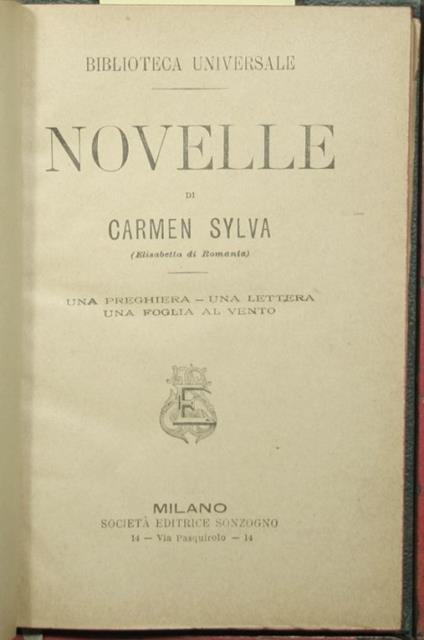 BIBLIOTECA UNIVERSALE
NOVELLE
DI
CARMEN SYLVA
(Elisabetta di Romania)
UNA PREGHIERA – UNA LETTERA
UNA FOGLIA AL VENTO
E
MILANO
SOCIETÀ EDITRICE SONZOGNO
14 — Via Pasquirolo — 14